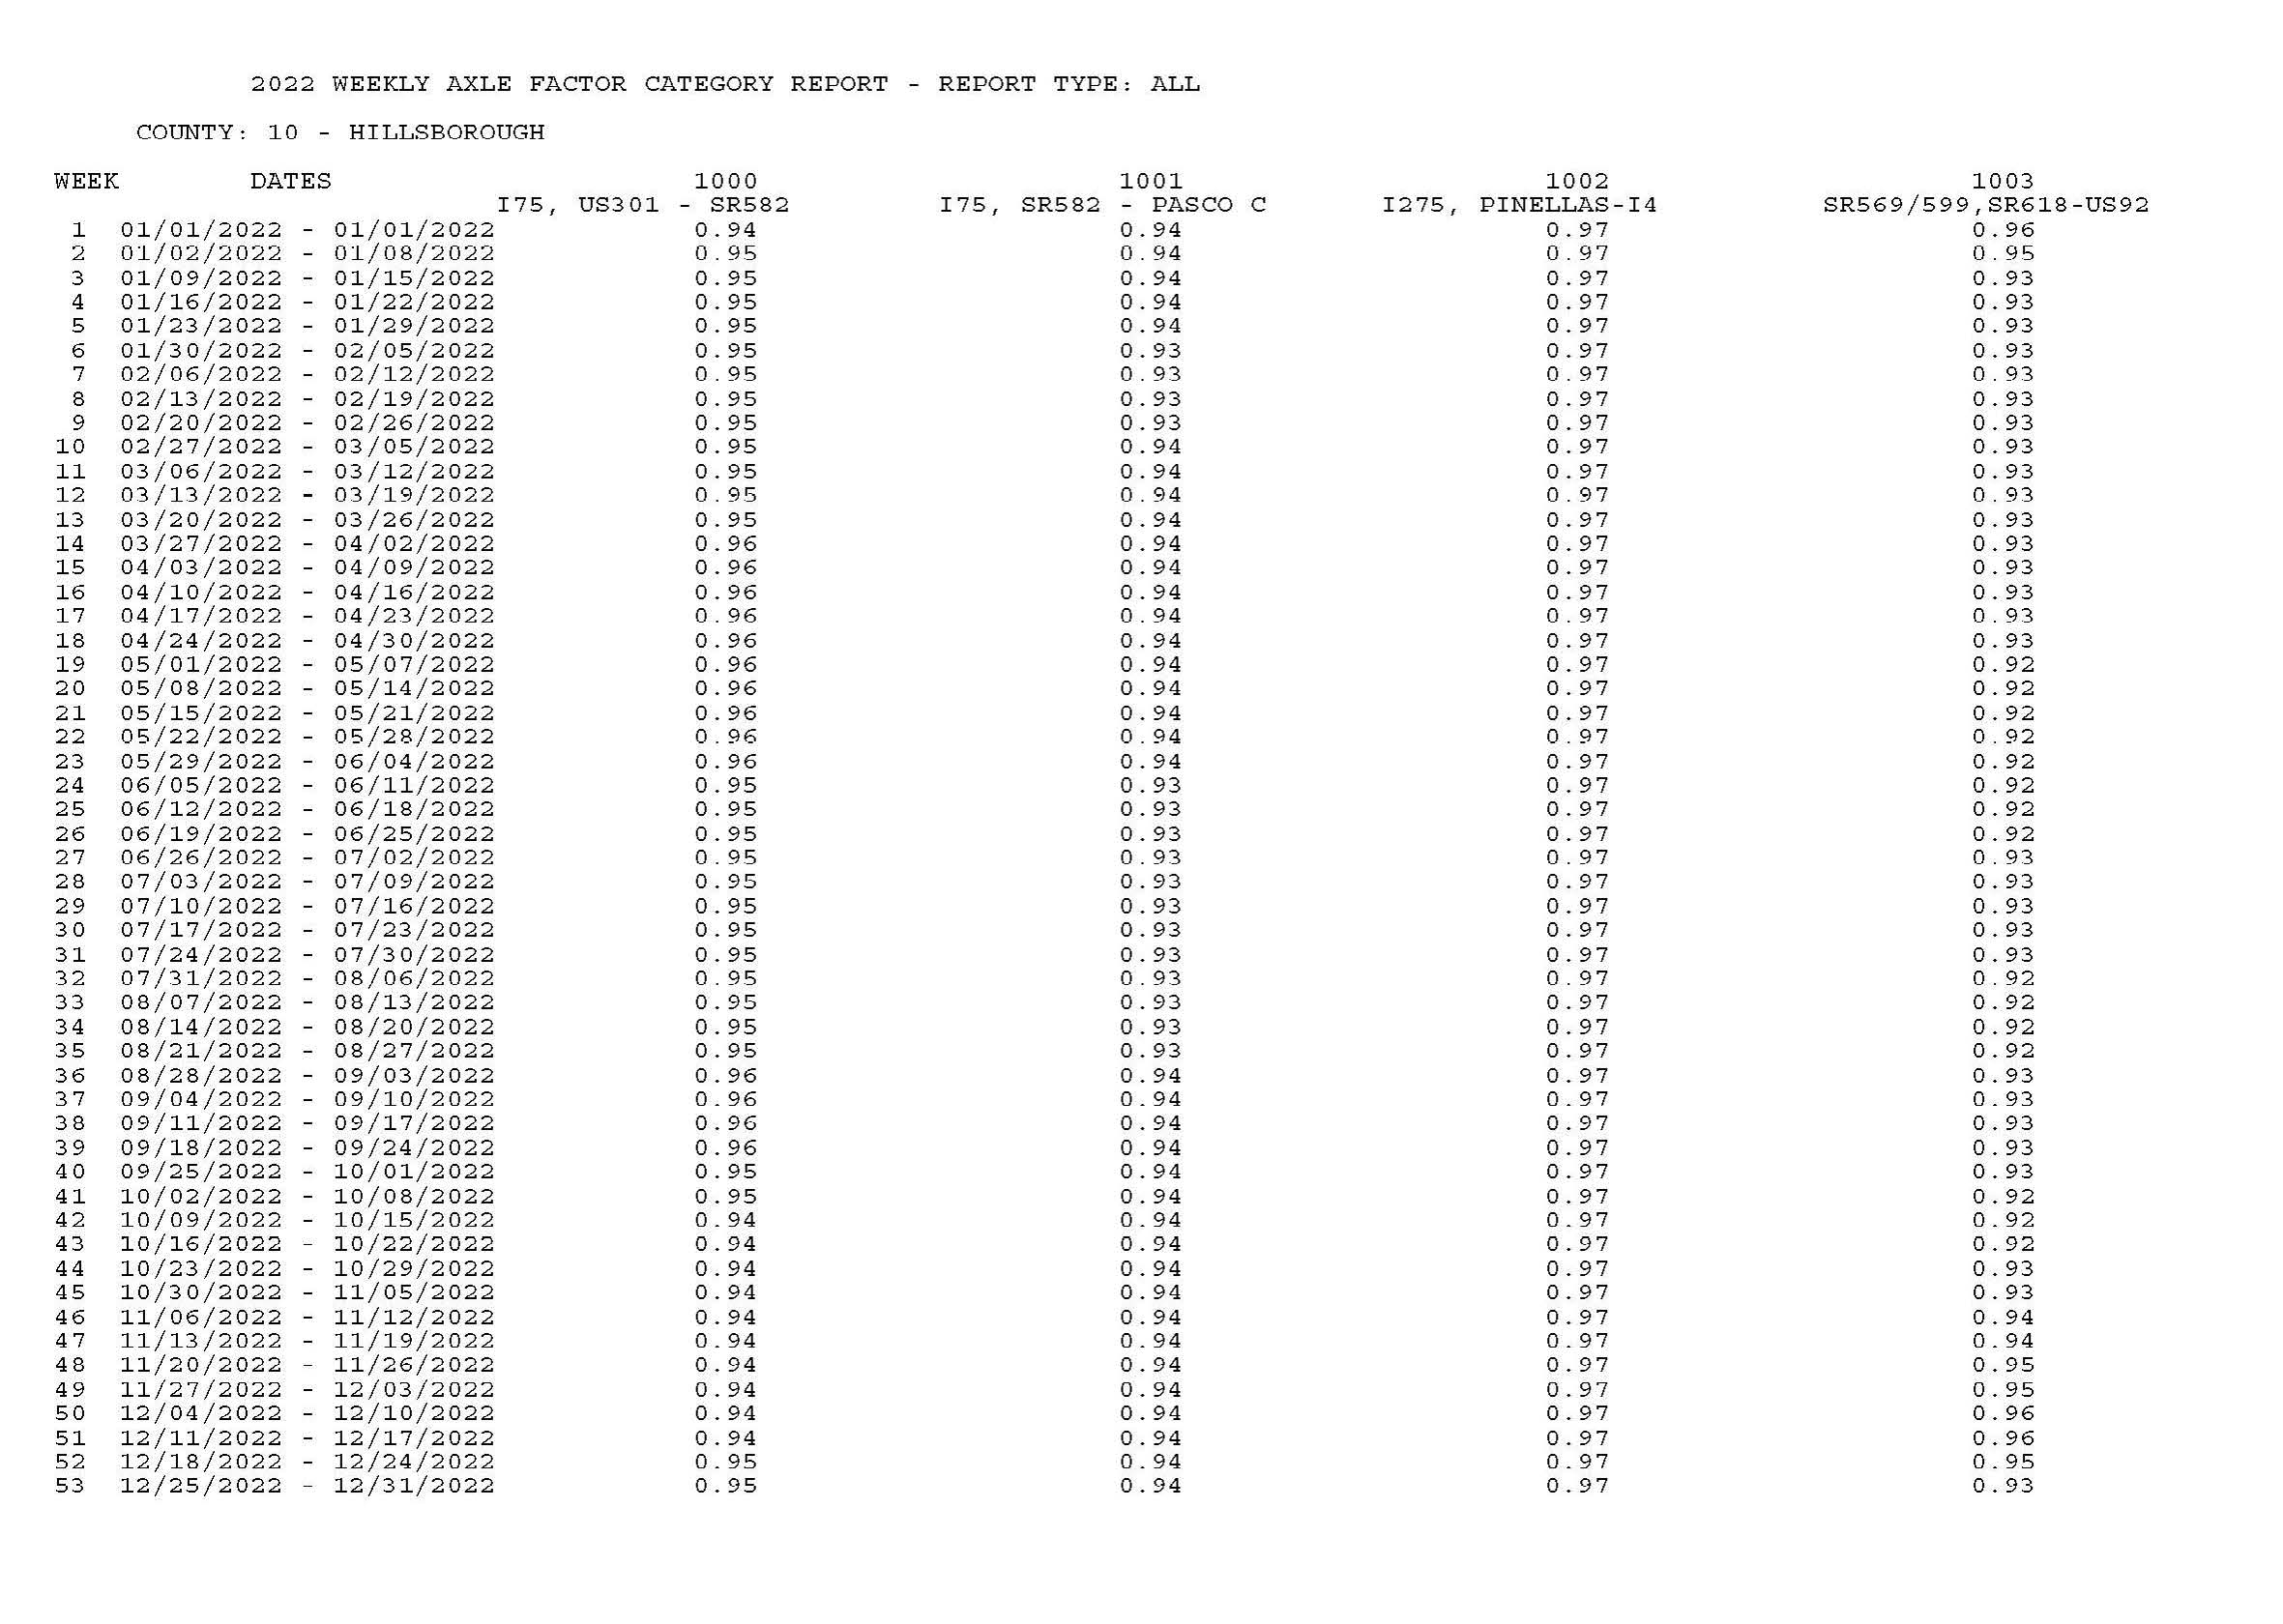 2022 WEEKLY AXLE FACTOR CATEGORY REPORT - REPORT TYPE: ALL
COUNTY: 10 - HILLSBOROUGH
WEEK DATES 1000 1001 1002 1003
I75, US301 - SR582 I75, SR582 - PASCO C I275, PINELLAS-I4 SR569/599,SR618-US92
1 01/01/2022 - 01/01/2022 0.94 0.94 0.97 0.96
2 01/02/2022 - 01/08/2022 0.95 0.94 0.97 0.95
3 01/09/2022 - 01/15/2022 0.95 0.94 0.97 0.93
4 01/16/2022 - 01/22/2022 0.95 0.94 0.97 0.93
5 01/23/2022 - 01/29/2022 0.95 0.94 0.97 0.93
6 01/30/2022 - 02/05/2022 0.95 0.93 0.97 0.93
7 02/06/2022 - 02/12/2022 0.95 0.93 0.97 0.93
8 02/13/2022 - 02/19/2022 0.95 0.93 0.97 0.93
9 02/20/2022 - 02/26/2022 0.95 0.93 0.97 0.93
10 02/27/2022 - 03/05/2022 0.95 0.94 0.97 0.93
11 03/06/2022 - 03/12/2022 0.95 0.94 0.97 0.93
12 03/13/2022 - 03/19/2022 0.95 0.94 0.97 0.93
13 03/20/2022 - 03/26/2022 0.95 0.94 0.97 0.93
14 03/27/2022 - 04/02/2022 0.96 0.94 0.97 0.93
15 04/03/2022 - 04/09/2022 0.96 0.94 0.97 0.93
16 04/10/2022 - 04/16/2022 0.96 0.94 0.97 0.93
17 04/17/2022 - 04/23/2022 0.96 0.94 0.97 0.93
18 04/24/2022 - 04/30/2022 0.96 0.94 0.97 0.93
19 05/01/2022 - 05/07/2022 0.96 0.94 0.97 0.92
20 05/08/2022 - 05/14/2022 0.96 0.94 0.97 0.92
21 05/15/2022 - 05/21/2022 0.96 0.94 0.97 0.92
22 05/22/2022 - 05/28/2022 0.96 0.94 0.97 0.92
23 05/29/2022 - 06/04/2022 0.96 0.94 0.97 0.92
24 06/05/2022 - 06/11/2022 0.95 0.93 0.97 0.92
25 06/12/2022 - 06/18/2022 0.95 0.93 0.97 0.92
26 06/19/2022 - 06/25/2022 0.95 0.93 0.97 0.92
27 06/26/2022 - 07/02/2022 0.95 0.93 0.97 0.93
28 07/03/2022 - 07/09/2022 0.95 0.93 0.97 0.93
29 07/10/2022 - 07/16/2022 0.95 0.93 0.97 0.93
30 07/17/2022 - 07/23/2022 0.95 0.93 0.97 0.93
31 07/24/2022 - 07/30/2022 0.95 0.93 0.97 0.93
32 07/31/2022 - 08/06/2022 0.95 0.93 0.97 0.92
33 08/07/2022 - 08/13/2022 0.95 0.93 0.97 0.92
34 08/14/2022 - 08/20/2022 0.95 0.93 0.97 0.92
35 08/21/2022 - 08/27/2022 0.95 0.93 0.97 0.92
36 08/28/2022 - 09/03/2022 0.96 0.94 0.97 0.93
37 09/04/2022 - 09/10/2022 0.96 0.94 0.97 0.93
38 09/11/2022 - 09/17/2022 0.96 0.94 0.97 0.93
39 09/18/2022 - 09/24/2022 0.96 0.94 0.97 0.93
40 09/25/2022 - 10/01/2022 0.95 0.94 0.97 0.93
41 10/02/2022 - 10/08/2022 0.95 0.94 0.97 0.92
42 10/09/2022 - 10/15/2022 0.94 0.94 0.97 0.92
43 10/16/2022 - 10/22/2022 0.94 0.94 0.97 0.92
44 10/23/2022 - 10/29/2022 0.94 0.94 0.97 0.93
45 10/30/2022 - 11/05/2022 0.94 0.94 0.97 0.93
46 11/06/2022 - 11/12/2022 0.94 0.94 0.97 0.94
47 11/13/2022 - 11/19/2022 0.94 0.94 0.97 0.94
48 11/20/2022 - 11/26/2022 0.94 0.94 0.97 0.95
49 11/27/2022 - 12/03/2022 0.94 0.94 0.97 0.95
50 12/04/2022 - 12/10/2022 0.94 0.94 0.97 0.96
51 12/11/2022 - 12/17/2022 0.94 0.94 0.97 0.96
52 12/18/2022 - 12/24/2022 0.95 0.94 0.97 0.95
53 12/25/2022 - 12/31/2022 0.95 0.94 0.97 0.93